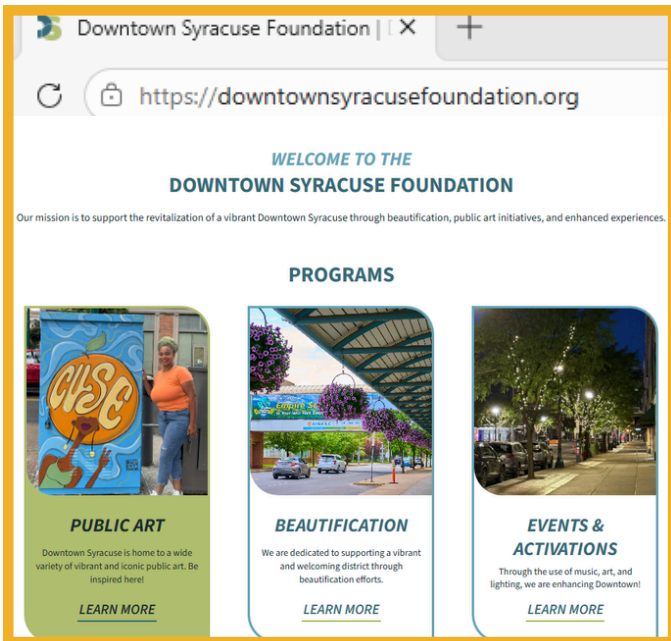 Downtown Syracuse Foundation |
https://downtownsyracusefoundation.org
WELCOME TO THE
DOWNTOWN SYRACUSE FOUNDATION
Our mission is to support the revitalization of a vibrant Downtown Syracuse through beautification, public art initiatives, and enhanced experiences.
PROGRAMS
CUSE
Empire S
PUBLIC ART
Downtown Syracuse is home to a wide
variety of vibrant and iconic public art. Be
inspired here!
LEARN MORE
BEAUTIFICATION
We are dedicated to supporting a vibrant
and welcoming district through
beautification efforts.
LEARN MORE
EVENTS &
ACTIVATIONS
Through the use of music, art, and
lighting, we are enhancing Downtown!
LEARN MORE